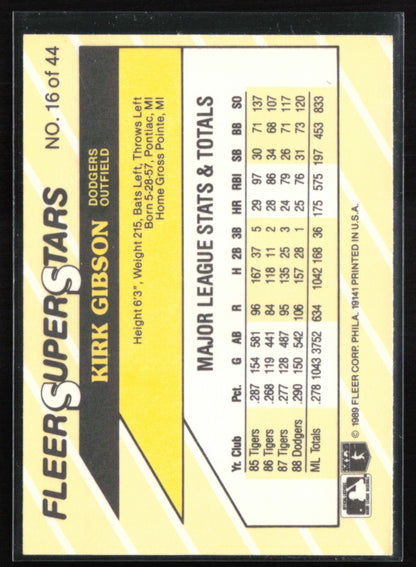 FLEER SUPERSTARS NO. 16 of 44
KIRK GIBSON DODGERS OUTFIELD
Height 6'3", Weight 215, Bats Left, Throws Left
Born 5-28-57, Pontiac, MI
Home Gross Pointe, MI
MAJOR LEAGUE STATS & TOTALS
Yr. Club Pct. G AB R H 2B 3B HR RBI SB BB SO
85 Tigers .287 154 581 96 167 37 5 29 97 30 71 137
86 Tigers .268 119 441 84 118 11 2 28 86 34 68 107
87 Tigers .277 128 487 95 135 25 3 24 79 26 71 117
88 Dodgers .290 150 542 106 157 28 1 25 76 31 73 120
ML Totals .278 1043 3752 634 1042 168 36 175 575 197 453 833
© 1989 FLEER CORP. PHILA. 19141 PRINTED IN U.S.A.